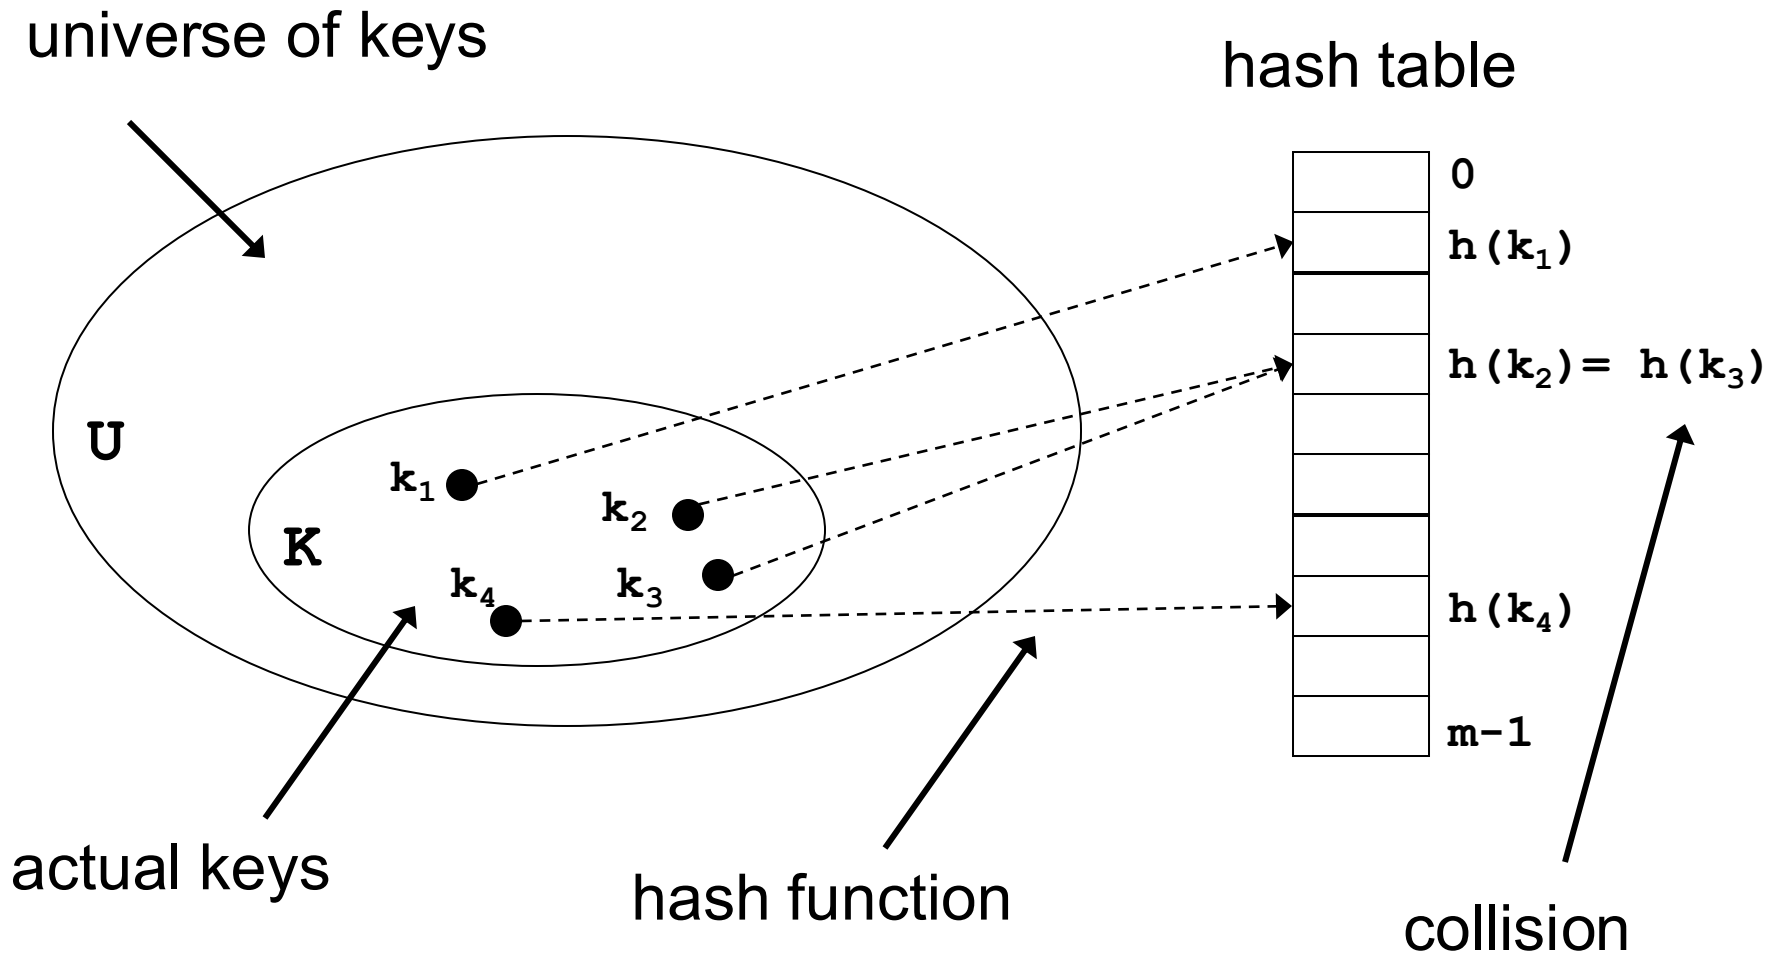 universe of keys
hash table
0
h(k₁)
h(k₂)= h(k₃)
U
k₁
k₂
K
k₄
k₃
h(k₄)
m-1
actual keys
hash function
collision